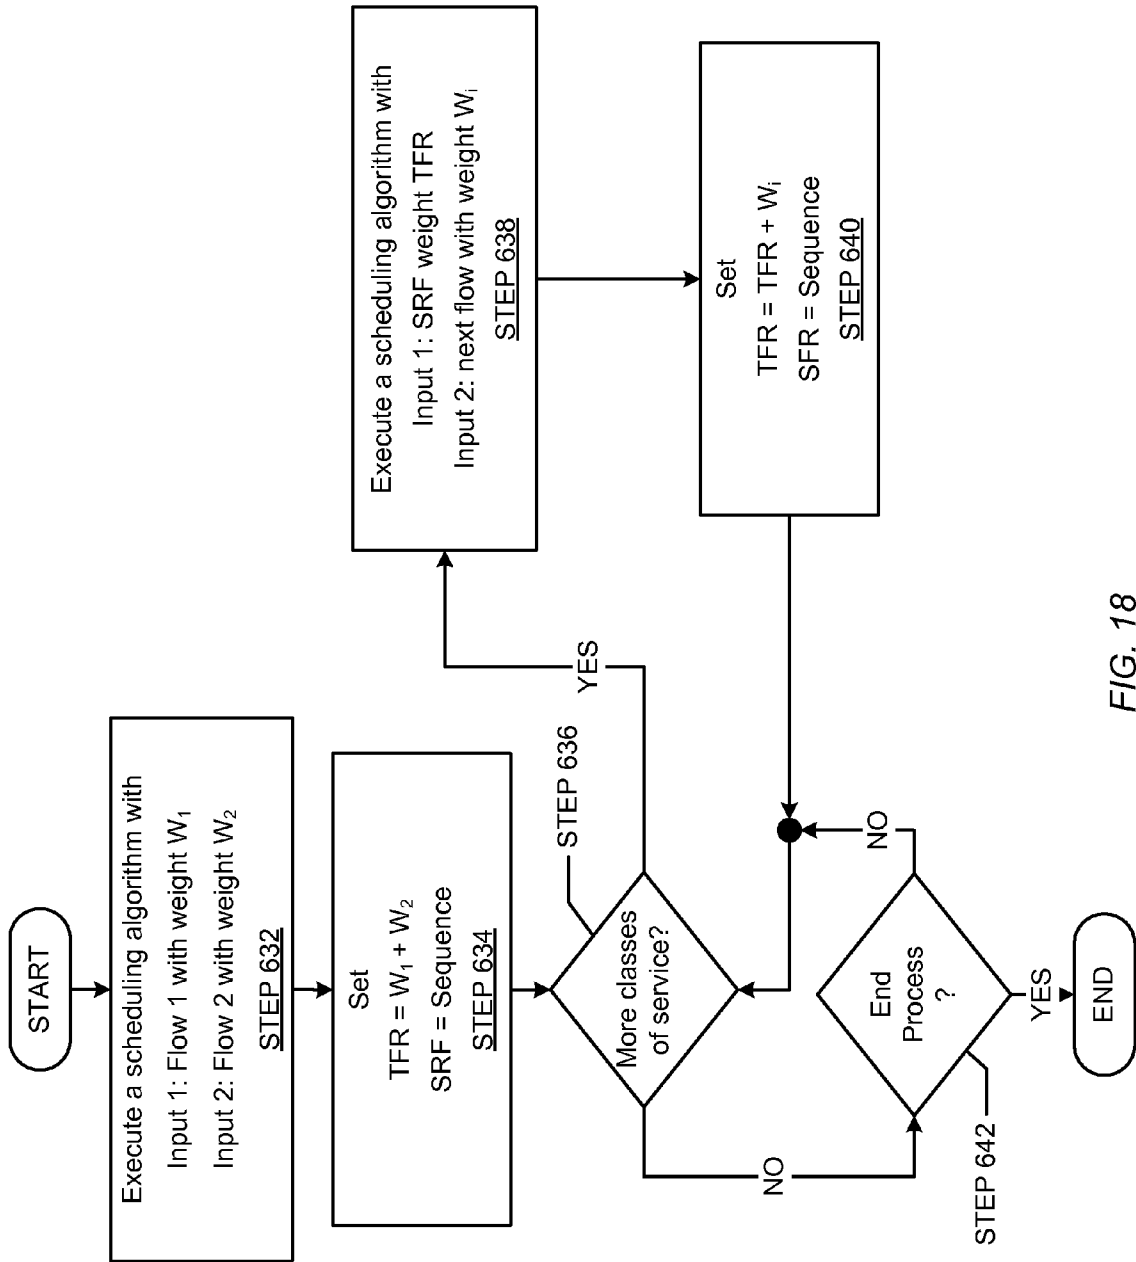 START
Execute a scheduling algorithm with
Input 1: Flow 1 with weight W₁
Input 2: Flow 2 with weight W₂
STEP 632
Set
TFR = W₁ + W₂
SRF = Sequence
STEP 634
STEP 636
More classes
of service?
YES
NO
Execute a scheduling algorithm with
Input 1: SRF weight TFR
Input 2: next flow with weight Wᵢ
STEP 638
Set
TFR = TFR + Wᵢ
SFR = Sequence
STEP 640
End
Process
?
NO
YES
STEP 642
END
FIG. 18